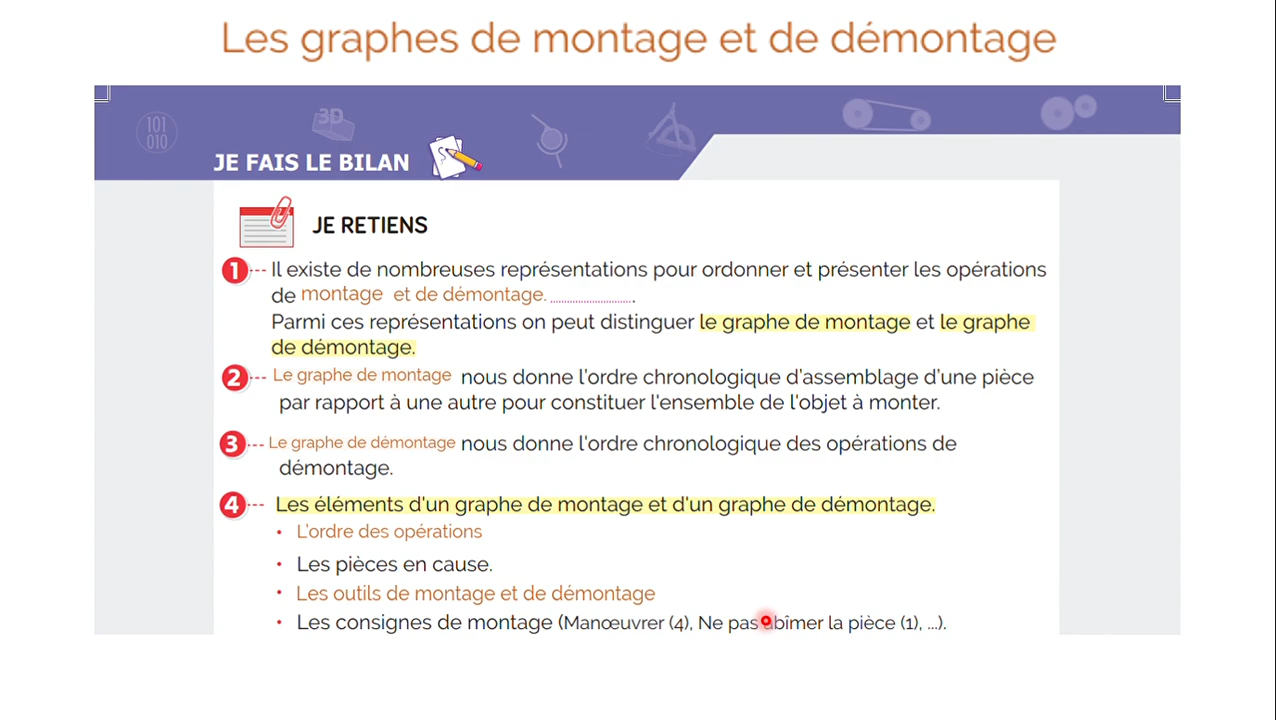 Les graphes de montage et de démontage
101
010
3D
JE FAIS LE BILAN
JE RETIENS
1 Il existe de nombreuses représentations pour ordonner et présenter les opérations
de montage et de démontage. .....................
Parmi ces représentations on peut distinguer le graphe de montage et le graphe
de démontage.
2 Le graphe de montage nous donne l'ordre chronologique d'assemblage d'une pièce
par rapport à une autre pour constituer l'ensemble de l'objet à monter.
3 Le graphe de démontage nous donne l'ordre chronologique des opérations de
démontage.
4 Les éléments d'un graphe de montage et d'un graphe de démontage.
• L'ordre des opérations
• Les pièces en cause.
• Les outils de montage et de démontage
• Les consignes de montage (Manœuvrer (4), Ne pas abîmer la pièce (1), ...).